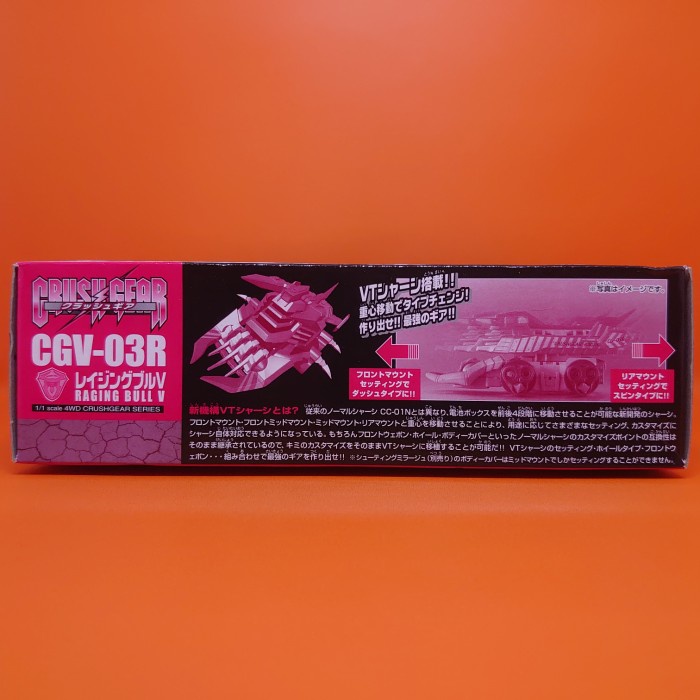 CRUSH GEAR
クラッシュギア
CGV-03R
レイジングブルV
RAGING BULL V
1/1 scale 4WD CRUSHGEAR SERIES
VTシャーシ搭載!!
重心移動でタイプチェンジ!
作り出せ!! 最強のギア!!
※写真はイメージです。
フロントマウント
セッティングで
ダッシュタイプに!!
リアマウント
セッティングで
スピンタイプに!!
新機構VTシャーシとは? 従来のノーマルシャーシ CC-01Nとは異なり、電池ボックスを前後4段階に移動させることが可能な新開発のシャーシ。
フロントマウント・フロントミッドマウント・ミッドマウント・リアマウントと重心を移動させることにより、用途に応じてさまざまなセッティング、カスタマイズに
シャーシ自体対応できるようになっている。もちろんフロントウェポン・ホイール・ボディーカバーといったノーマルシャーシのカスタマイズポイントの互換性は
そのまま継承されているので、キミのカスタマイズをそのままVTシャーシに移植することが可能だ!! VTシャーシのセッティング・ホイールタイプ・フロントウ
ェポン・・・組み合わせで最強のギアを作り出せ!! ※シューティングミラージュ(別売り)のボディーカバーはミッドマウントでしかセッティングすることができません。